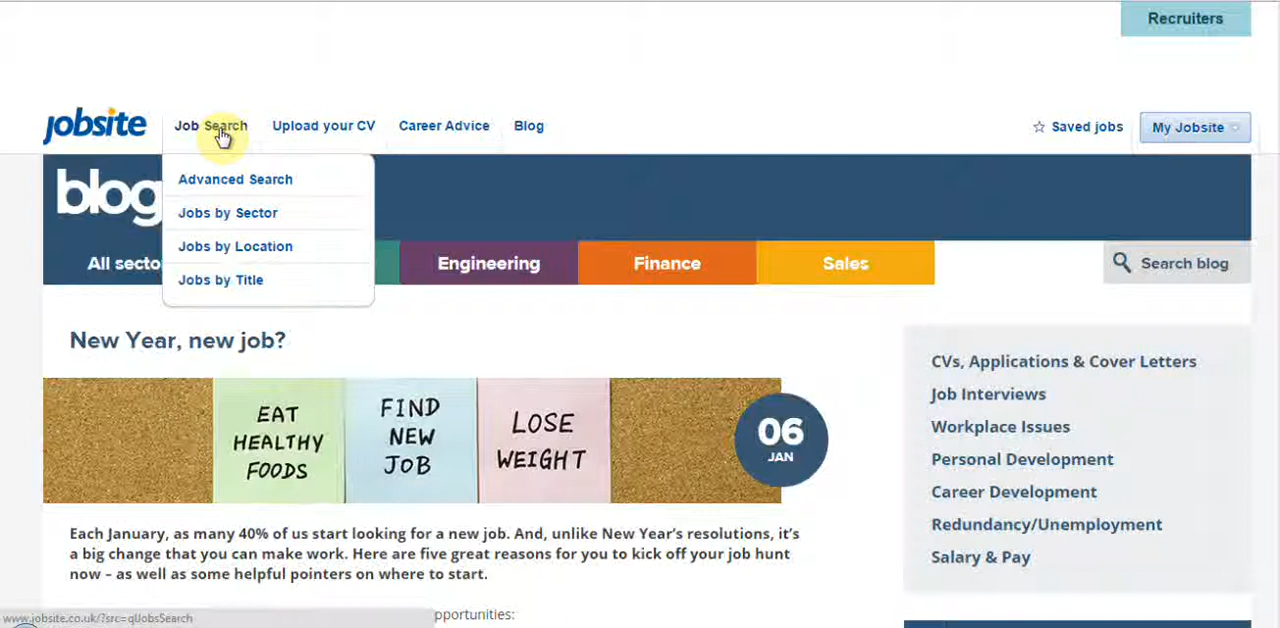 Recruiters
jobsite
Job Search
Upload your CV
Career Advice
Blog
Saved jobs
My Jobsite
Advanced Search
Jobs by Sector
Jobs by Location
Jobs by Title
blog
All secto
Engineering
Finance
Sales
Search blog
New Year, new job?
EAT
HEALTHY
FOODS
FIND
NEW
JOB
LOSE
WEIGHT
06
JAN
Each January, as many 40% of us start looking for a new job. And, unlike New Year's resolutions, it's
a big change that you can make work. Here are five great reasons for you to kick off your job hunt
now – as well as some helpful pointers on where to start.
pportunities:
CVs, Applications & Cover Letters
Job Interviews
Workplace Issues
Personal Development
Career Development
Redundancy/Unemployment
Salary & Pay
www.jobsite.co.uk/?src=qlJobsSearch